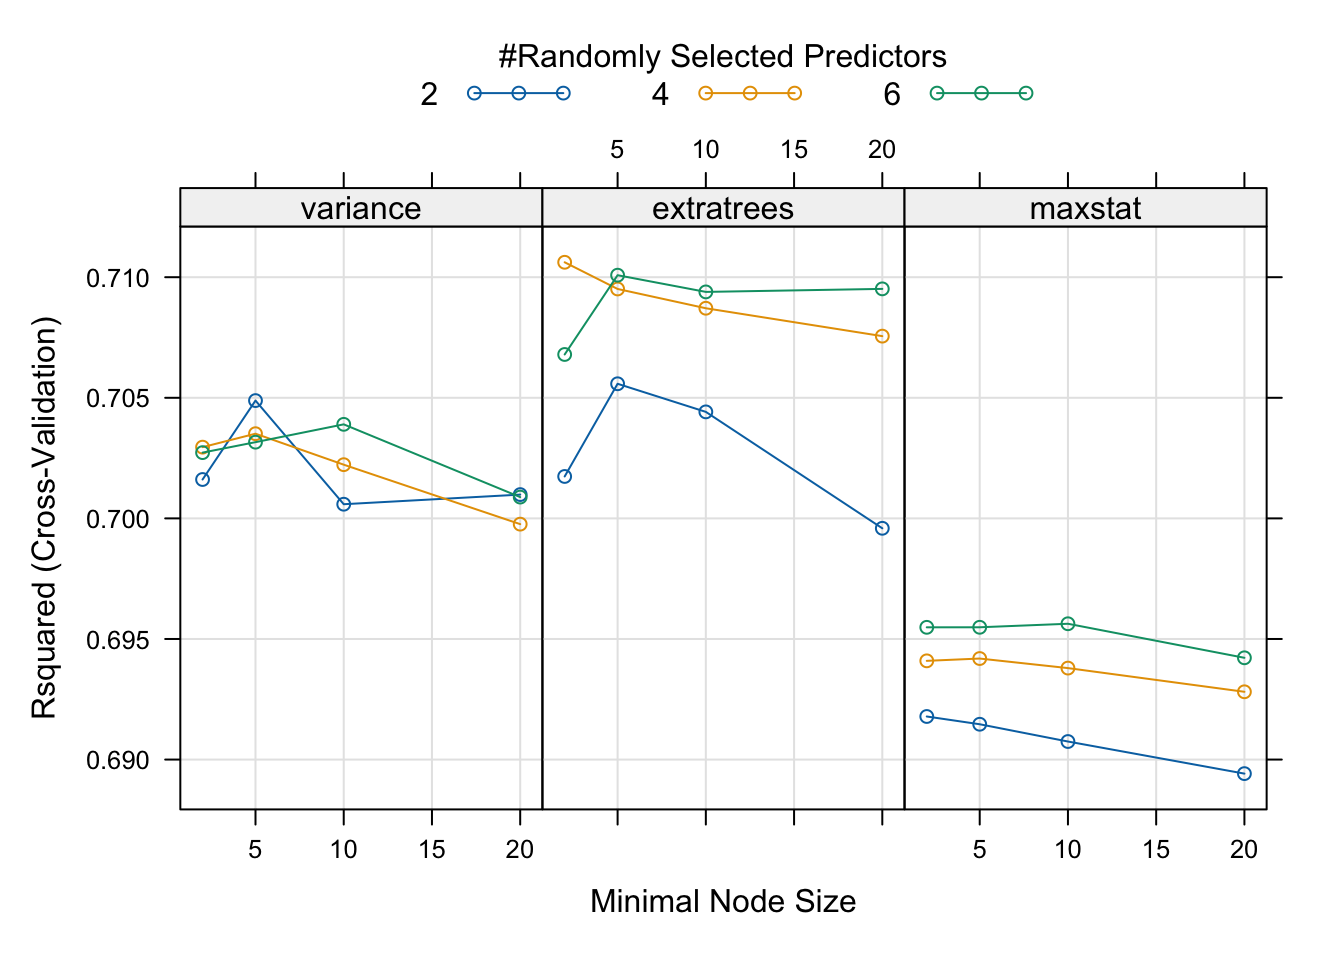 #Randomly Selected Predictors
2 4 6
5 10 15 20
variance extratrees maxstat
0.710
0.705
0.700
0.695
0.690
Rsquared (Cross-Validation)
5 10 15 20 5 10 15 20
Minimal Node Size